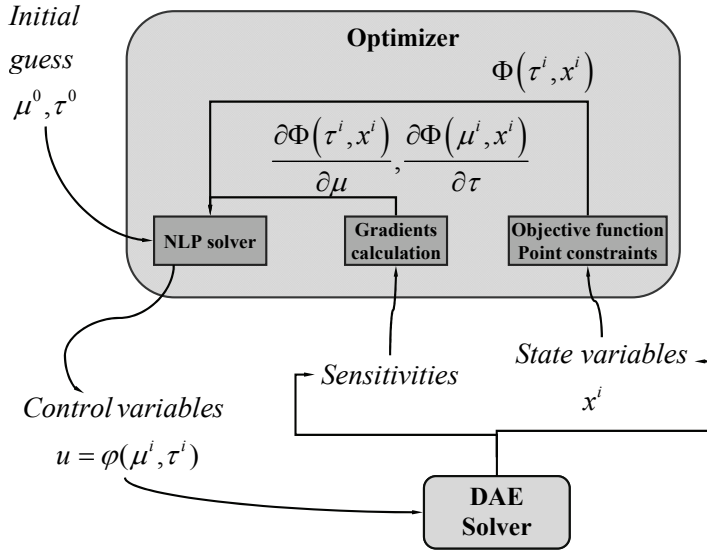 Initial
guess
μ⁰, τ⁰
Optimizer
Φ(τⁱ, xⁱ)
∂Φ(τⁱ, xⁱ)/∂μ, ∂Φ(μⁱ, xⁱ)/∂τ
NLP solver
Gradients
calculation
Objective function
Point constraints
Control variables
u = φ(μⁱ, τⁱ)
Sensitivities
State variables
xⁱ
DAE
Solver